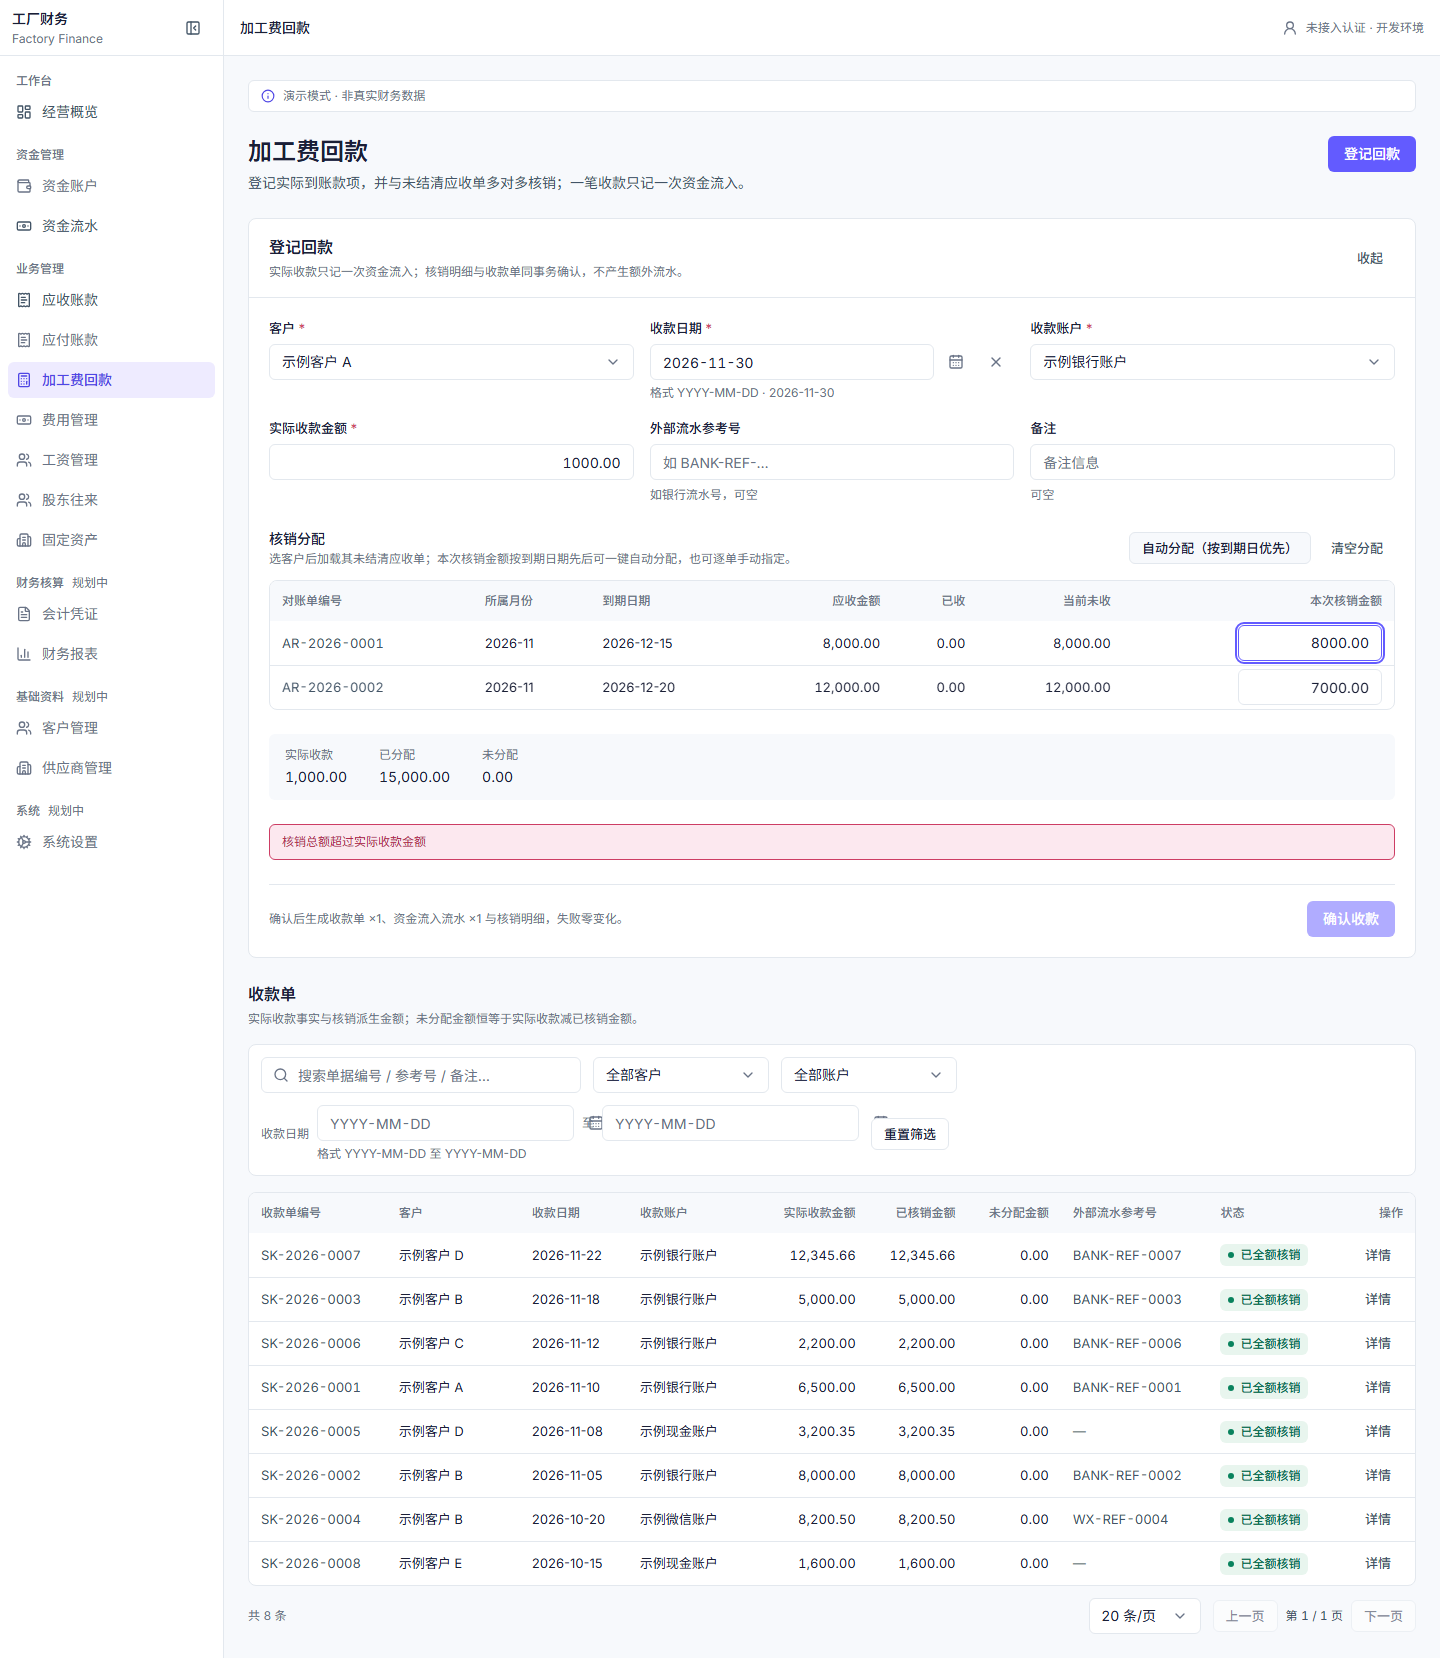 工厂财务
Factory Finance
工作台
经营概览
资金管理
资金账户
资金流水
业务管理
应收账款
应付账款
加工费回款
费用管理
工资管理
股东往来
固定资产
财务核算 规划中
会计凭证
财务报表
基础资料 规划中
客户管理
供应商管理
系统 规划中
系统设置
加工费回款
未接入认证 · 开发环境
演示模式 · 非真实财务数据
加工费回款
登记实际到账款项，并与未结清应收单多对多核销；一笔收款只记一次资金流入。
登记回款
登记回款
实际收款只记一次资金流入；核销明细与收款单同事务确认，不产生额外流水。
收起
客户 * 收款日期 * 收款账户 *
示例客户 A 2026-11-30 示例银行账户
格式 YYYY-MM-DD · 2026-11-30
实际收款金额 * 外部流水参考号 备注
1000.00 如 BANK-REF-... 备注信息
如银行流水号，可空 可空
核销分配
选客户后加载其未结清应收单；本次核销金额按到期日期先后可一键自动分配，也可逐单手动指定。
自动分配（按到期日优先） 清空分配
对账单编号 所属月份 到期日期 应收金额 已收 当前未收 本次核销金额
AR-2026-0001 2026-11 2026-12-15 8,000.00 0.00 8,000.00 8000.00
AR-2026-0002 2026-11 2026-12-20 12,000.00 0.00 12,000.00 7000.00
实际收款 已分配 未分配
1,000.00 15,000.00 0.00
核销总额超过实际收款金额
确认后生成收款单 ×1、资金流入流水 ×1 与核销明细，失败零变化。
确认收款
收款单
实际收款事实与核销派生金额；未分配金额恒等于实际收款减已核销金额。
搜索单据编号 / 参考号 / 备注... 全部客户 全部账户
收款日期 YYYY-MM-DD 至 YYYY-MM-DD 重置筛选
格式 YYYY-MM-DD 至 YYYY-MM-DD
收款单编号 客户 收款日期 收款账户 实际收款金额 已核销金额 未分配金额 外部流水参考号 状态 操作
SK-2026-0007 示例客户 D 2026-11-22 示例银行账户 12,345.66 12,345.66 0.00 BANK-REF-0007 已全额核销 详情
SK-2026-0003 示例客户 B 2026-11-18 示例银行账户 5,000.00 5,000.00 0.00 BANK-REF-0003 已全额核销 详情
SK-2026-0006 示例客户 C 2026-11-12 示例银行账户 2,200.00 2,200.00 0.00 BANK-REF-0006 已全额核销 详情
SK-2026-0001 示例客户 A 2026-11-10 示例银行账户 6,500.00 6,500.00 0.00 BANK-REF-0001 已全额核销 详情
SK-2026-0005 示例客户 D 2026-11-08 示例现金账户 3,200.35 3,200.35 0.00 — 已全额核销 详情
SK-2026-0002 示例客户 B 2026-11-05 示例银行账户 8,000.00 8,000.00 0.00 BANK-REF-0002 已全额核销 详情
SK-2026-0004 示例客户 B 2026-10-20 示例微信账户 8,200.50 8,200.50 0.00 WX-REF-0004 已全额核销 详情
SK-2026-0008 示例客户 E 2026-10-15 示例现金账户 1,600.00 1,600.00 0.00 — 已全额核销 详情
共 8 条
20 条/页 上一页 第 1 / 1 页 下一页